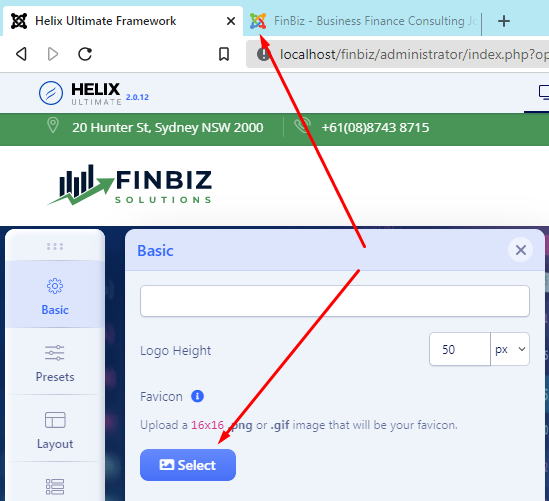 Helix Ultimate Framework
FinBiz - Business Finance Consulting Jo
localhost/finbiz/administrator/index.php?op
HELIX
ULTIMATE 2.0.12
20 Hunter St, Sydney NSW 2000
+61(08)8743 8715
FINBIZ
SOLUTIONS
Basic
Basic
Logo Height
50
px
Presets
Favicon
Upload a 16x16 .png or .gif image that will be your favicon.
Layout
Select